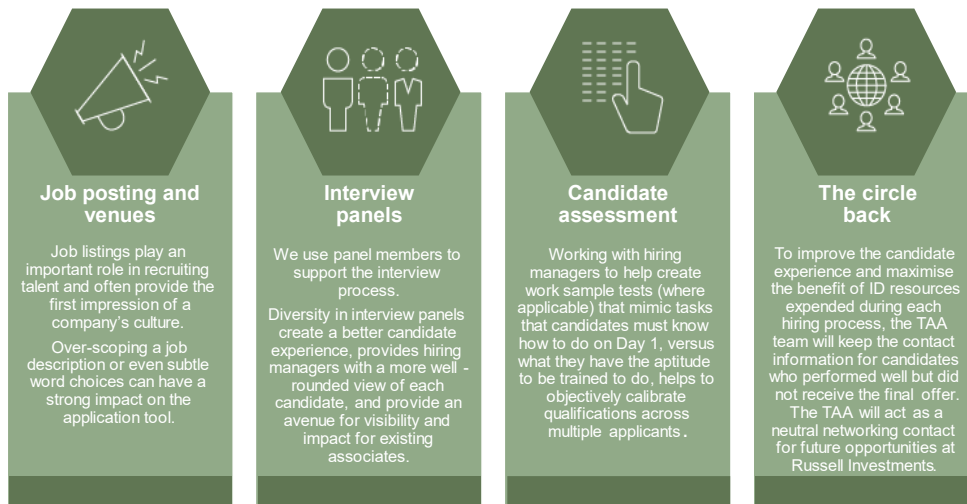 Job posting and
venues
Job listings play an
important role in recruiting
talent and often provide the
first impression of a
company's culture.
Over-scoping a job
description or even subtle
word choices can have a
strong impact on the
application tool.
Interview
panels
We use panel members to
support the interview
process.
Diversity in interview panels
create a better candidate
experience, provides hiring
managers with a more well -
rounded view of each
candidate, and provide an
avenue for visibility and
impact for existing
associates.
Candidate
assessment
Working with hiring
managers to help create
work sample tests (where
applicable) that mimic tasks
that candidates must know
how to do on Day 1, versus
what they have the aptitude
to be trained to do, helps to
objectively calibrate
qualifications across
multiple applicants.
The circle
back
To improve the candidate
experience and maximise
the benefit of ID resources
expended during each
hiring process, the TAA
team will keep the contact
information for candidates
who performed well but did
not receive the final offer.
The TAA will act as a
neutral networking contact
for future opportunities at
Russell Investments.